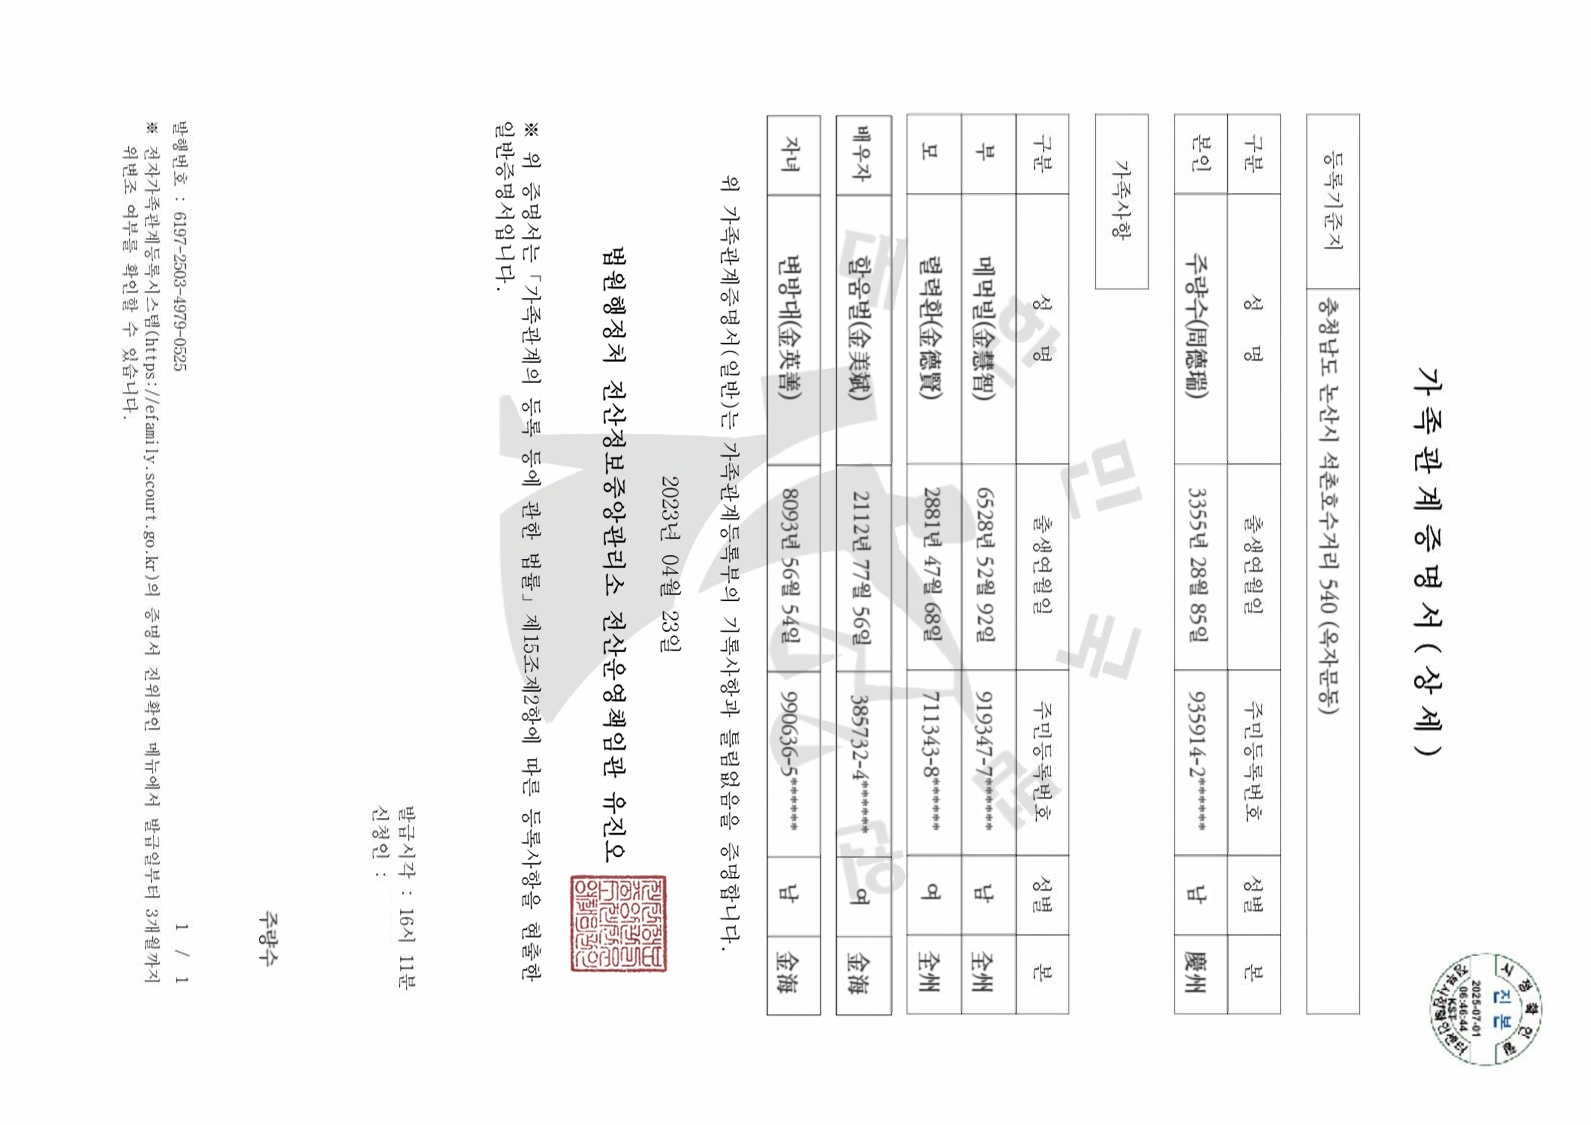 가족관계증명서(상세)
등록기준지 충청남도 논산시 석촌호수거리 540 (옥자문동)
구분 성 명 출생연월일 주민등록번호 성별 본
본인 주량수(周德瑞) 3355년 28월 85일 935914-2****** 남 慶州
가족사항
구분 성 명 출생연월일 주민등록번호 성별 본
부 메먹빌(金慧智) 6528년 52월 92일 919347-7****** 남 全州
모 렬력환(金德賢) 2881년 47월 68일 711343-8****** 여 全州
배우자 함움범(金美斌) 2112년 77월 56일 385732-4****** 여 金海
자녀 변방대(金英善) 8093년 56월 54일 990636-5****** 남 金海
위 가족관계증명서(일반)는 가족관계등록부의 기록사항과 틀림없음을 증명합니다.
2023년 04월 23일
법원행정처 전산정보중앙관리소 전산운영책임관 유진오
※ 위 증명서는「가족관계의 등록 등에 관한 법률」제15조제2항에 따른 등록사항을 현출한
일반증명서입니다.
발급시각 : 16시 11분
신청인 :
주량수
발행번호 : 6197-2503-4979-0525
1 / 1
※ 전자가족관계등록시스템(https://efamily.scourt.go.kr)의 증명서 진위확인 메뉴에서 발급일부터 3개월까지
위변조 여부를 확인할 수 있습니다.
대한민국
법원
진본
2025-07-01
06:46:44
KST